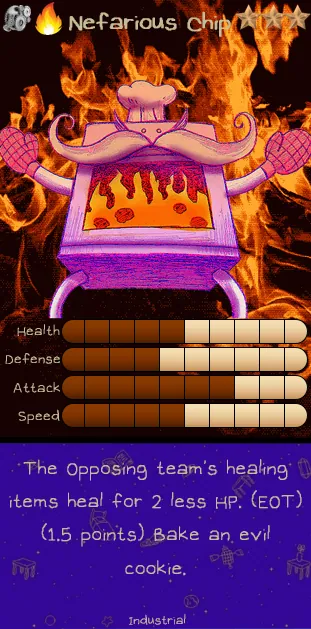 Nefarious Chip
Health
Defense
Attack
Speed
The Opposing team's healing
items heal for 2 less HP. (EOT)
(1.5 points) Bake an evil
cookie.
Industrial